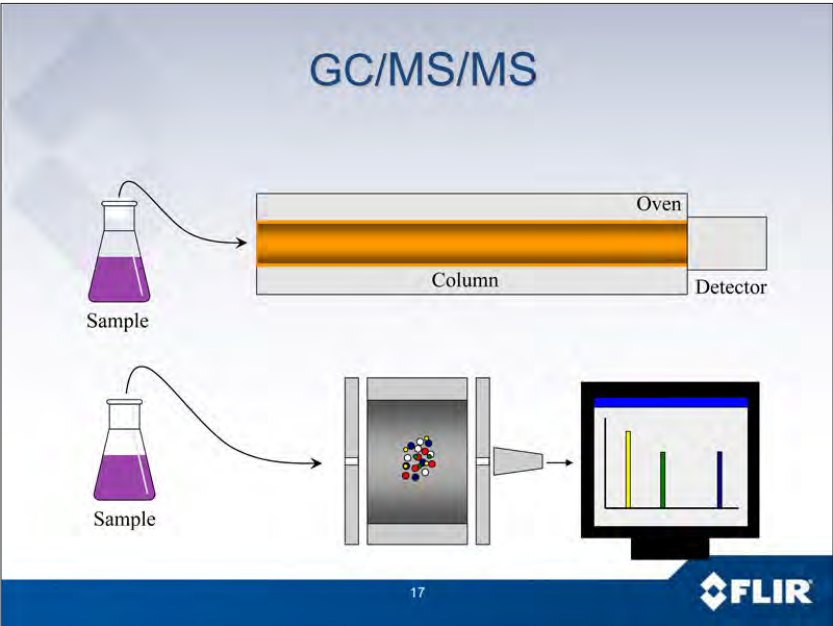 GC/MS/MS
Oven
Column
Detector
Sample
Sample
17
FLIR